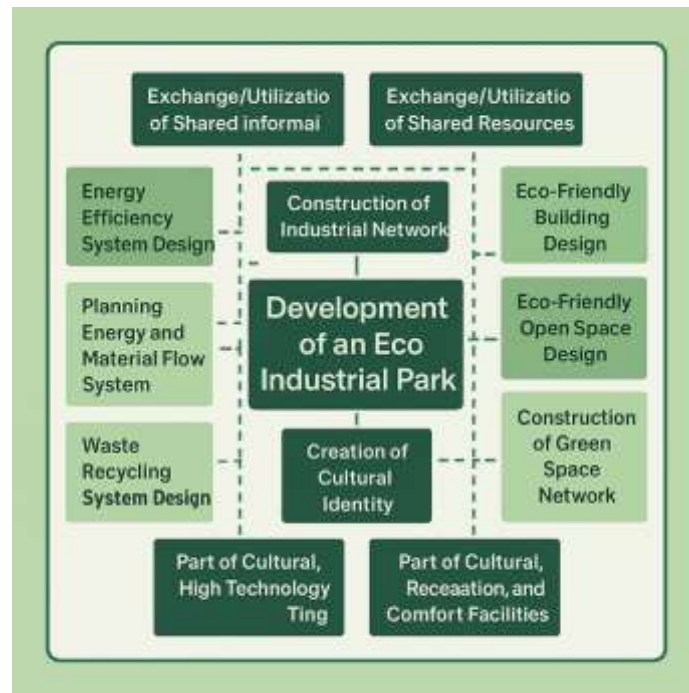 Exchange/Utilizatio
of Shared informai
Exchange/Utilizatio
of Shared Resources
Energy
Efficiency
System Design
Construction of
Industrial Network
Eco-Friendly
Building
Design
Planning
Energy and
Material Flow
System
Development
of an Eco
Industrial Park
Eco-Friendly
Open Space
Design
Waste
Recycling
System Design
Creation of
Cultural
Identity
Construction
of Green
Space
Network
Part of Cultural,
High Technology
Ting
Part of Cultural,
Receaation, and
Comfort Facilities